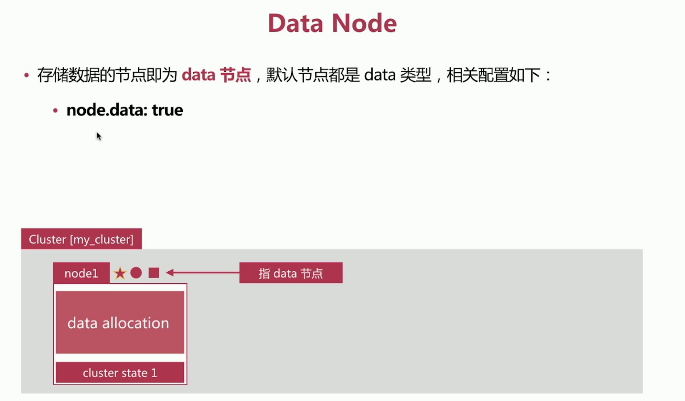 Data Node
• 存储数据的节点即为 data 节点，默认节点都是 data 类型，相关配置如下：
• node.data: true
Cluster [my_cluster]
node1
指 data 节点
data allocation
cluster state 1